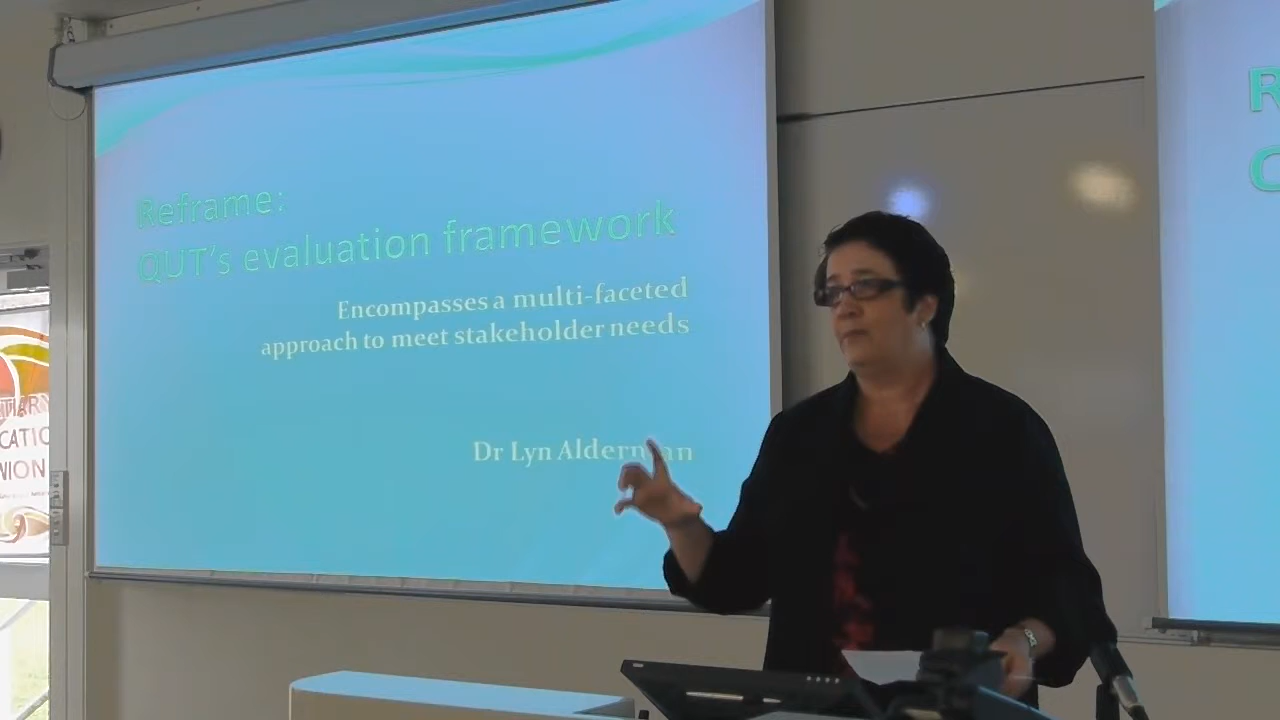 Reframe:
QUT's evaluation framework
Encompasses a multi-faceted
approach to meet stakeholder needs
Dr Lyn Alderman